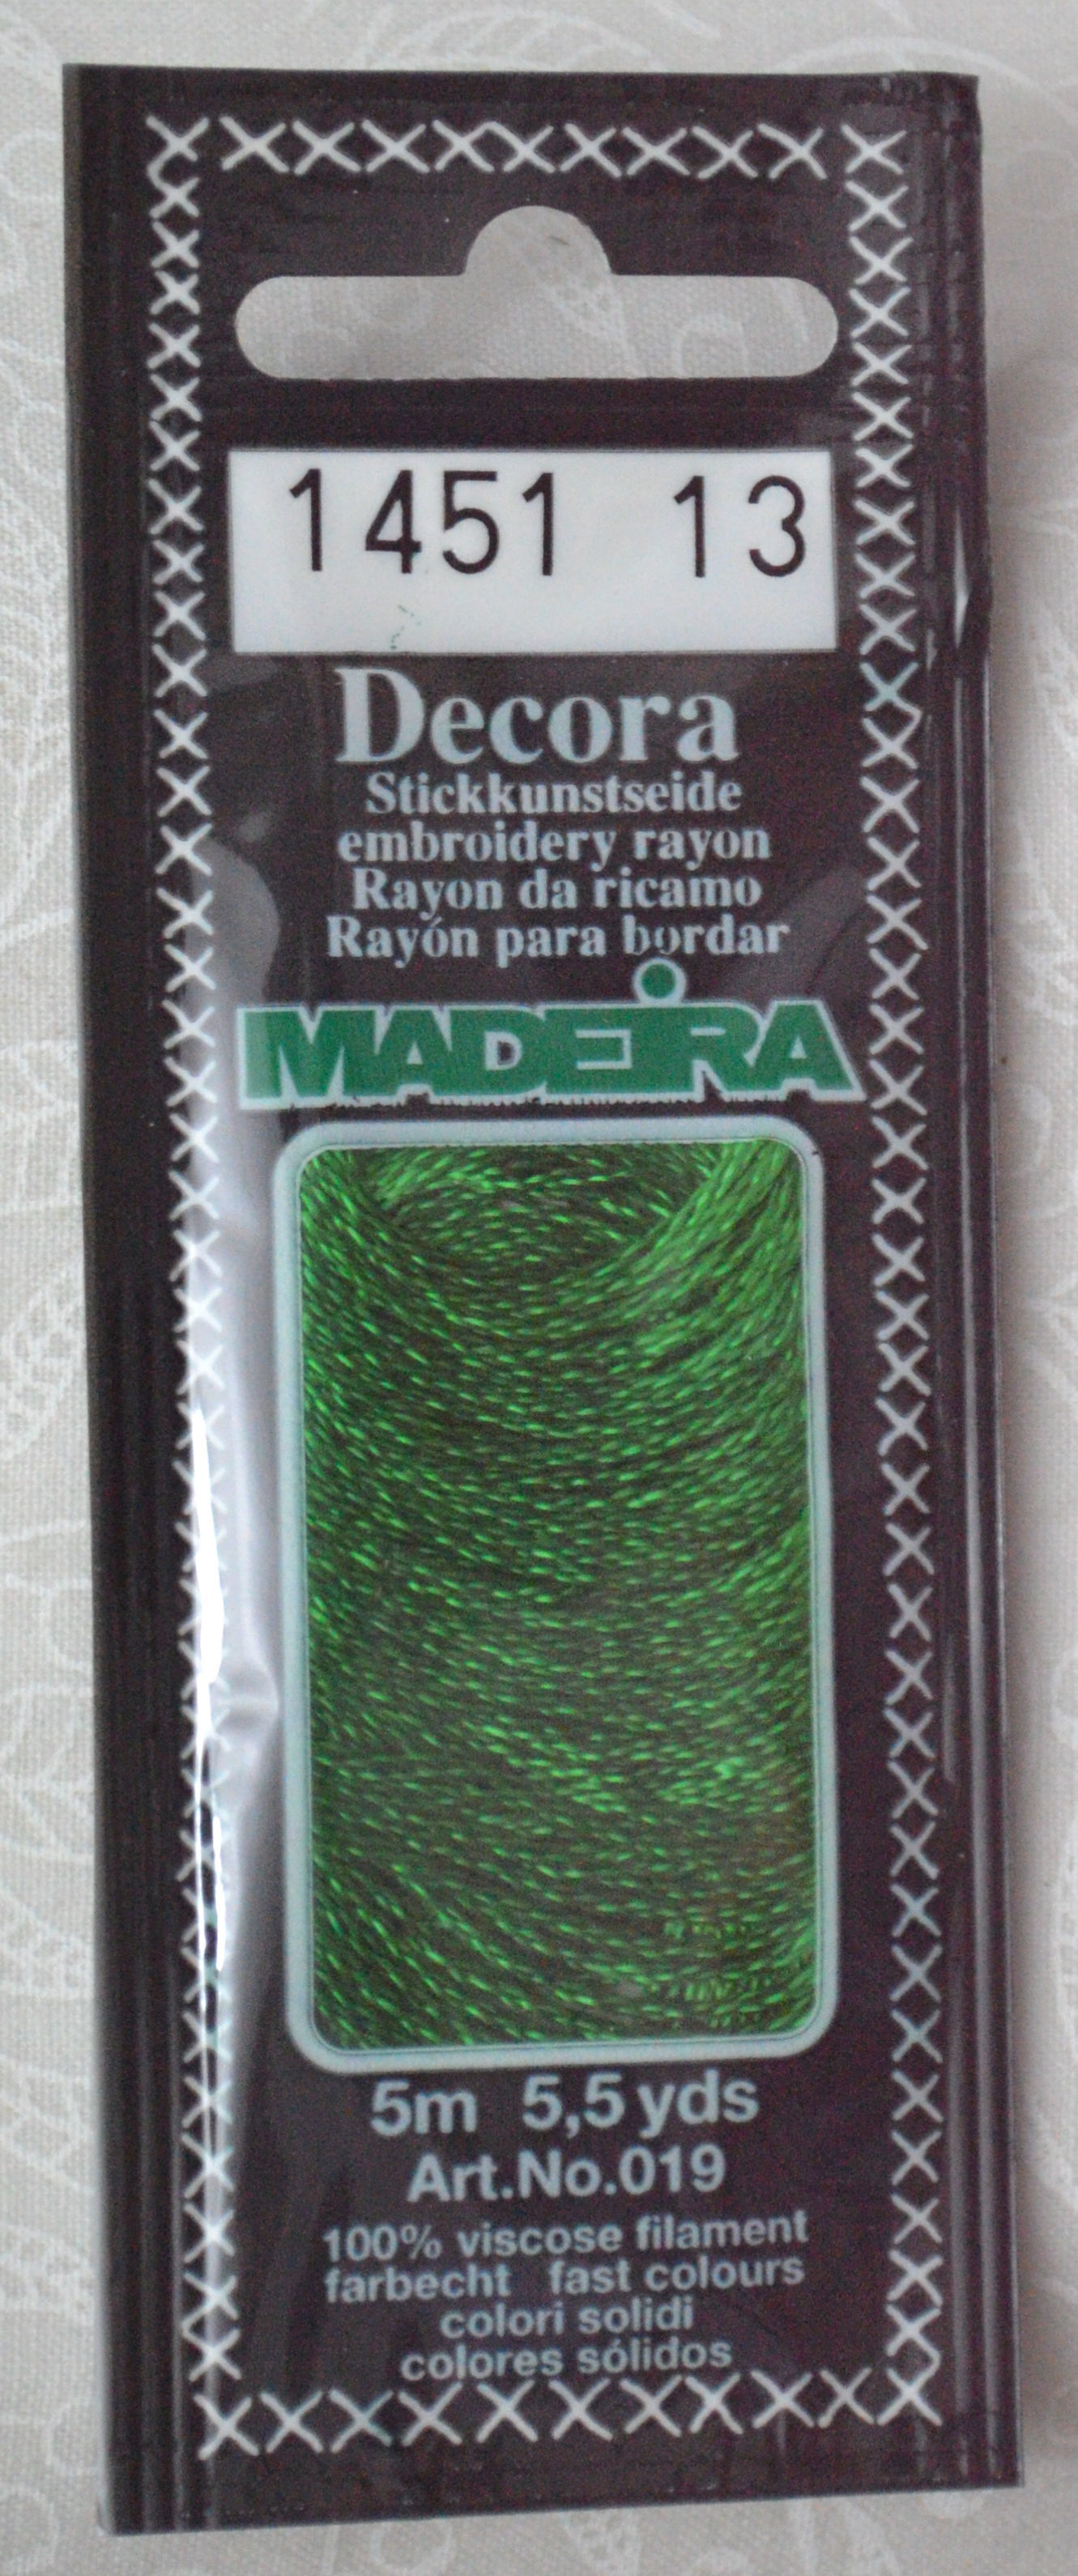 1451 13
Decora
Stickkunstseide
embroidery rayon
Rayon da ricamo
Rayón para bordar
MADEIRA
5m 5,5 yds
Art.No.019
100% viscose filament
farbecht fast colours
colori solidi
colores sólidos